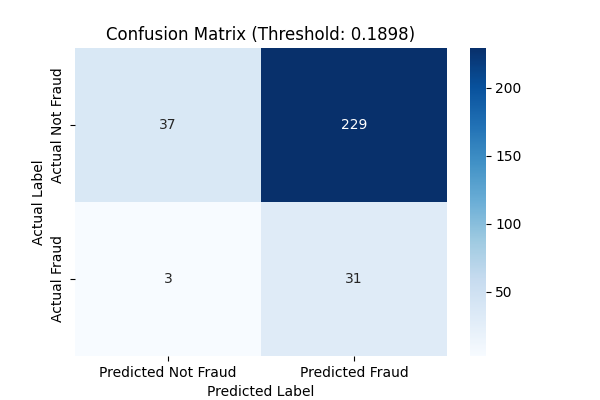 Confusion Matrix (Threshold: 0.1898)
Actual Label
Actual Not Fraud
Actual Fraud
37
229
3
31
Predicted Not Fraud
Predicted Fraud
Predicted Label
200
150
100
50